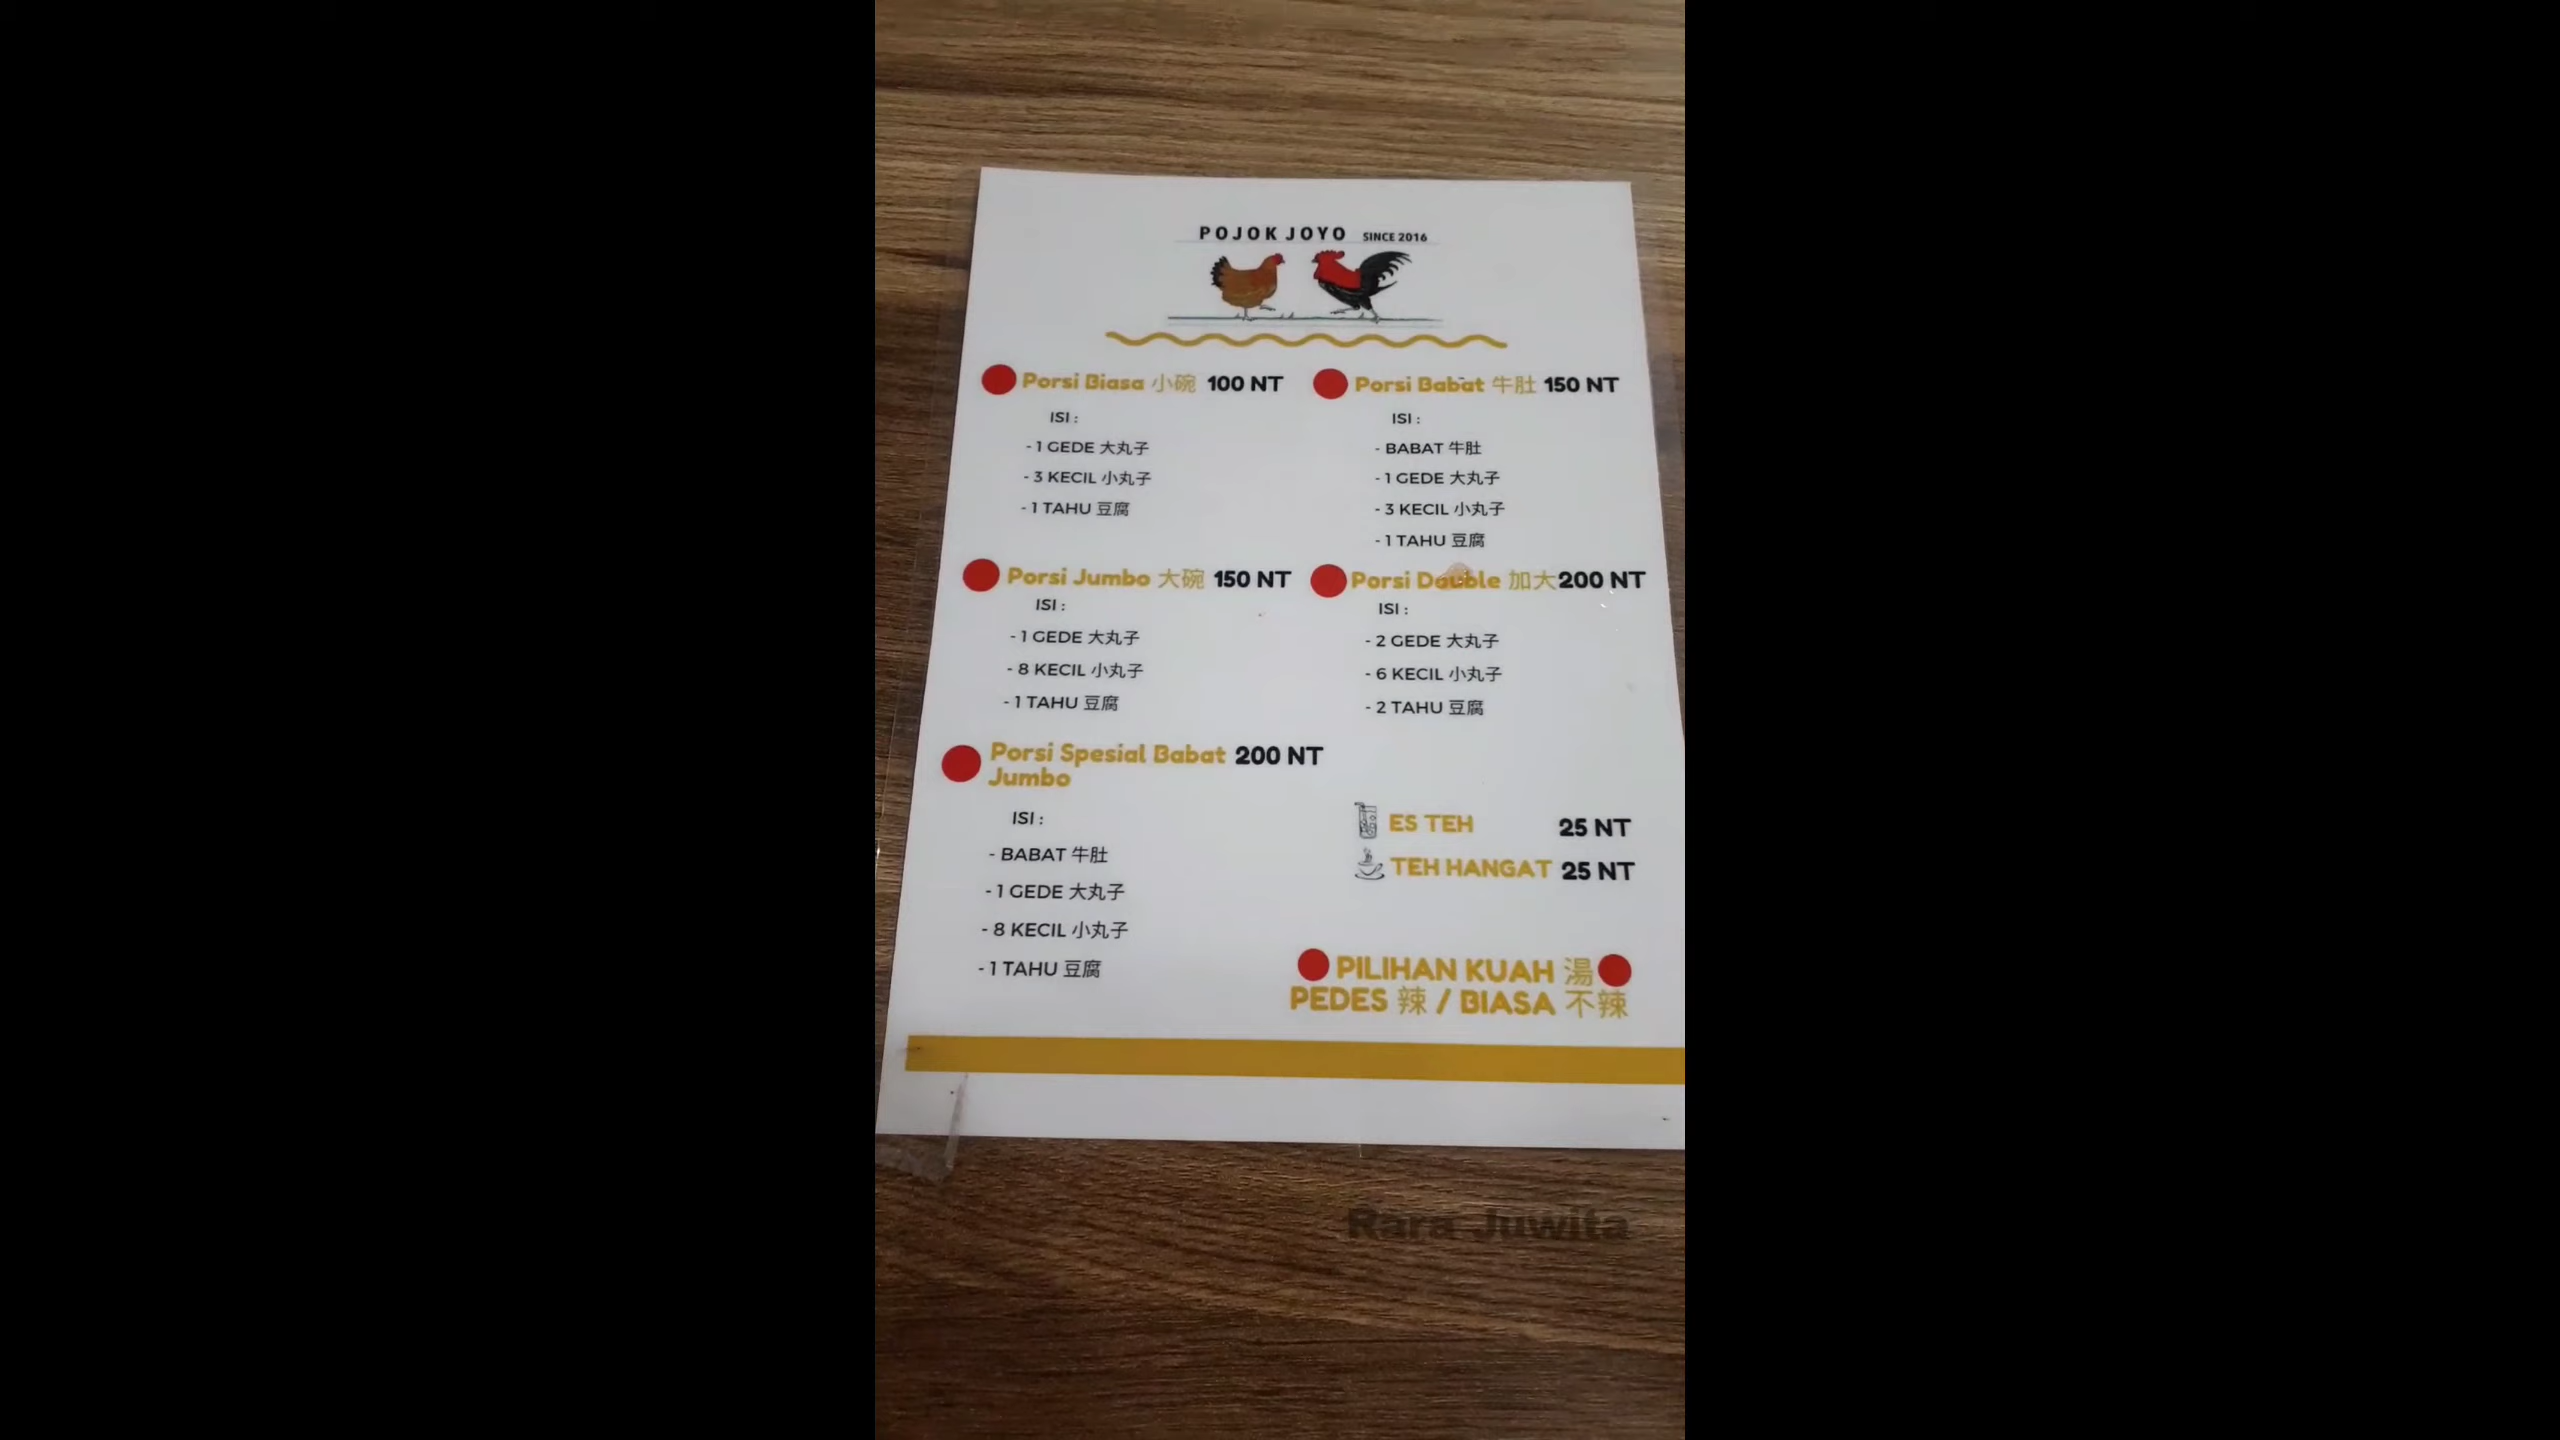 POJOK JOYO SINCE 2016
Porsi Biasa 小碗 100 NT
ISI :
- 1 GEDE 大丸子
- 3 KECIL 小丸子
- 1 TAHU 豆腐
Porsi Babat 牛肚 150 NT
ISI :
- BABAT 牛肚
- 1 GEDE 大丸子
- 3 KECIL 小丸子
- 1 TAHU 豆腐
Porsi Jumbo 大碗 150 NT
ISI :
- 1 GEDE 大丸子
- 8 KECIL 小丸子
- 1 TAHU 豆腐
Porsi Double 加大 200 NT
ISI :
- 2 GEDE 大丸子
- 6 KECIL 小丸子
- 2 TAHU 豆腐
Porsi Spesial Babat 200 NT
Jumbo
ISI :
- BABAT 牛肚
- 1 GEDE 大丸子
- 8 KECIL 小丸子
- 1 TAHU 豆腐
ES TEH 25 NT
TEH HANGAT 25 NT
PILIHAN KUAH 湯
PEDES 辣 / BIASA 不辣
Rara Juwita